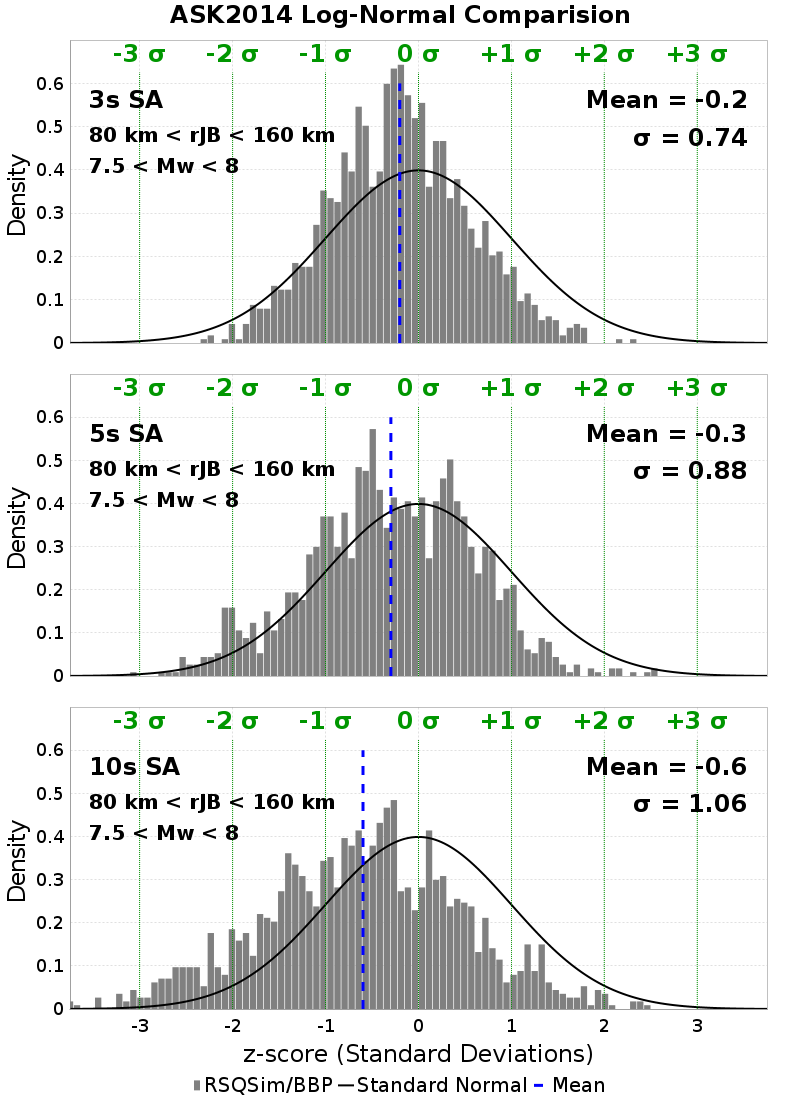 ASK2014 Log-Normal Comparision
-3 σ -2 σ -1 σ 0 σ +1 σ +2 σ +3 σ
3s SA
Mean = -0.2
80 km < rJB < 160 km
σ = 0.74
7.5 < Mw < 8
0.6
0.5
0.4
0.3
0.2
0.1
0
Density
-3 σ -2 σ -1 σ 0 σ +1 σ +2 σ +3 σ
5s SA
Mean = -0.3
80 km < rJB < 160 km
σ = 0.88
7.5 < Mw < 8
0.6
0.5
0.4
0.3
0.2
0.1
0
Density
-3 σ -2 σ -1 σ 0 σ +1 σ +2 σ +3 σ
10s SA
Mean = -0.6
80 km < rJB < 160 km
σ = 1.06
7.5 < Mw < 8
0.6
0.5
0.4
0.3
0.2
0.1
0
Density
-3 -2 -1 0 1 2 3
z-score (Standard Deviations)
RSQSim/BBP Standard Normal Mean